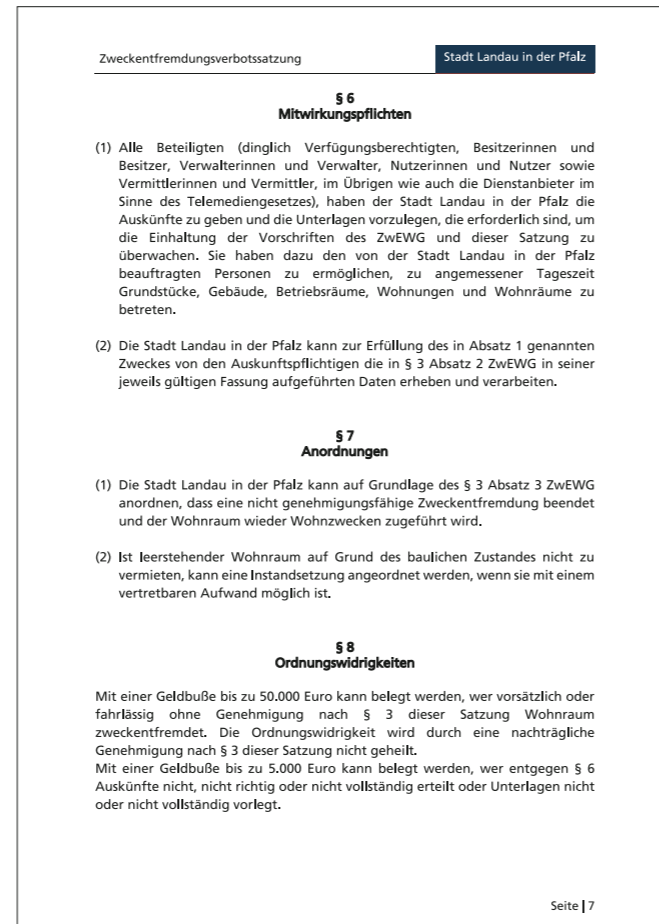 Zweckentfremdungsverbotssatzung
Stadt Landau in der Pfalz
§ 6
Mitwirkungspflichten
(1) Alle Beteiligten (dinglich Verfügungsberechtigten, Besitzerinnen und
Besitzer, Verwalterinnen und Verwalter, Nutzerinnen und Nutzer sowie
Vermittlerinnen und Vermittler, im Übrigen wie auch die Dienstanbieter im
Sinne des Telemediengesetzes), haben der Stadt Landau in der Pfalz die
Auskünfte zu geben und die Unterlagen vorzulegen, die erforderlich sind, um
die Einhaltung der Vorschriften des ZwEWG und dieser Satzung zu
überwachen. Sie haben dazu den von der Stadt Landau in der Pfalz
beauftragten Personen zu ermöglichen, zu angemessener Tageszeit
Grundstücke, Gebäude, Betriebsräume, Wohnungen und Wohnräume zu
betreten.
(2) Die Stadt Landau in der Pfalz kann zur Erfüllung des in Absatz 1 genannten
Zweckes von den Auskunftspflichtigen die in § 3 Absatz 2 ZwEWG in seiner
jeweils gültigen Fassung aufgeführten Daten erheben und verarbeiten.
§ 7
Anordnungen
(1) Die Stadt Landau in der Pfalz kann auf Grundlage des § 3 Absatz 3 ZwEWG
anordnen, dass eine nicht genehmigungsfähige Zweckentfremdung beendet
und der Wohnraum wieder Wohnzwecken zugeführt wird.
(2) Ist leerstehender Wohnraum auf Grund des baulichen Zustandes nicht zu
vermieten, kann eine Instandsetzung angeordnet werden, wenn sie mit einem
vertretbaren Aufwand möglich ist.
§ 8
Ordnungswidrigkeiten
Mit einer Geldbuße bis zu 50.000 Euro kann belegt werden, wer vorsätzlich oder
fahrlässig ohne Genehmigung nach § 3 dieser Satzung Wohnraum
zweckentfremdet. Die Ordnungswidrigkeit wird durch eine nachträgliche
Genehmigung nach § 3 dieser Satzung nicht geheilt.
Mit einer Geldbuße bis zu 5.000 Euro kann belegt werden, wer entgegen § 6
Auskünfte nicht, nicht richtig oder nicht vollständig erteilt oder Unterlagen nicht
oder nicht vollständig vorlegt.
Seite | 7